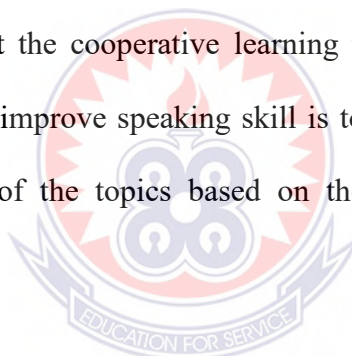 t the cooperative learning
improve speaking skill is to
of the topics based on th
EDUCATION FOR SERVICE